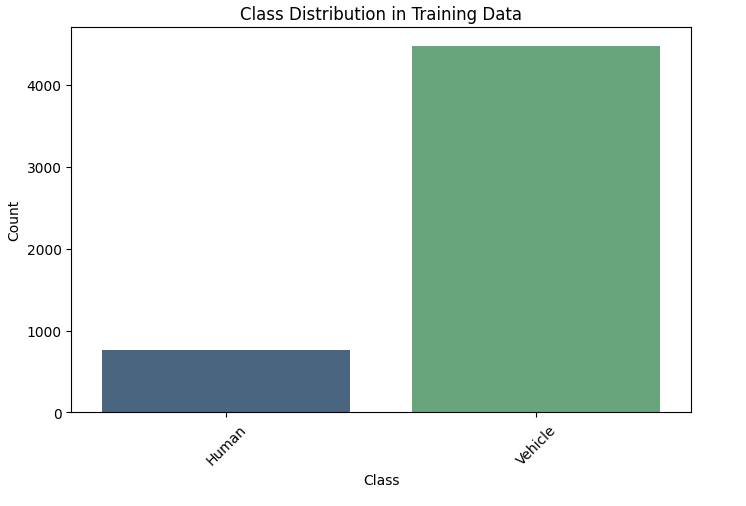 Class Distribution in Training Data
Count
4000
3000
2000
1000
0
Human
Vehicle
Class